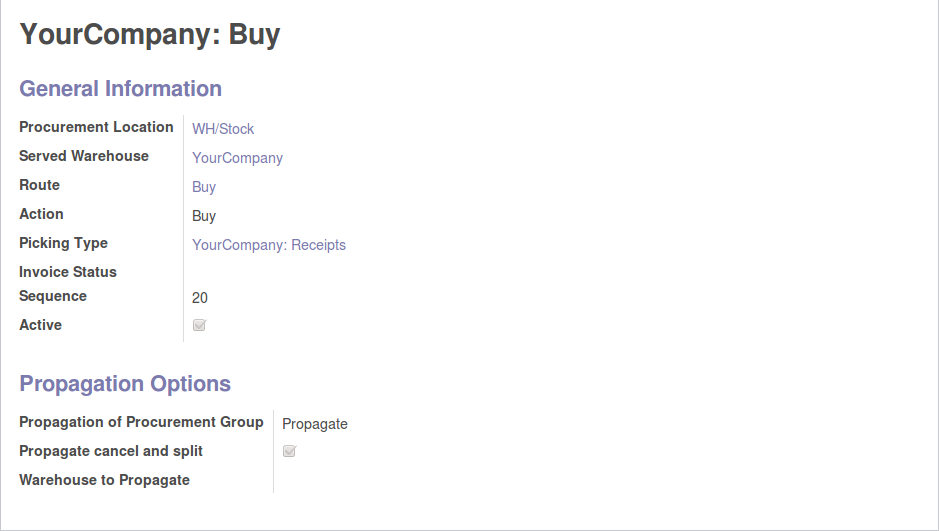 YourCompany: Buy
General Information
Procurement Location WH/Stock
Served Warehouse YourCompany
Route Buy
Action Buy
Picking Type YourCompany: Receipts
Invoice Status
Sequence 20
Active
Propagation Options
Propagation of Procurement Group Propagate
Propagate cancel and split
Warehouse to Propagate